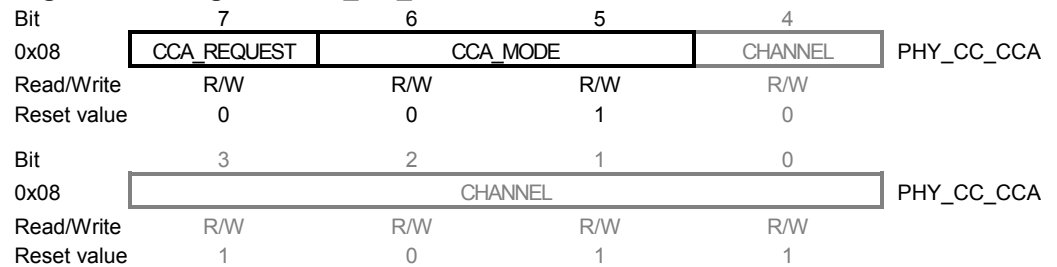 Bit 7 6 5 4
0x08 CCA_REQUEST CCA_MODE CHANNEL PHY_CC_CCA
Read/Write R/W R/W R/W R/W
Reset value 0 0 1 0
Bit 3 2 1 0
0x08 CHANNEL PHY_CC_CCA
Read/Write R/W R/W R/W R/W
Reset value 1 0 1 1